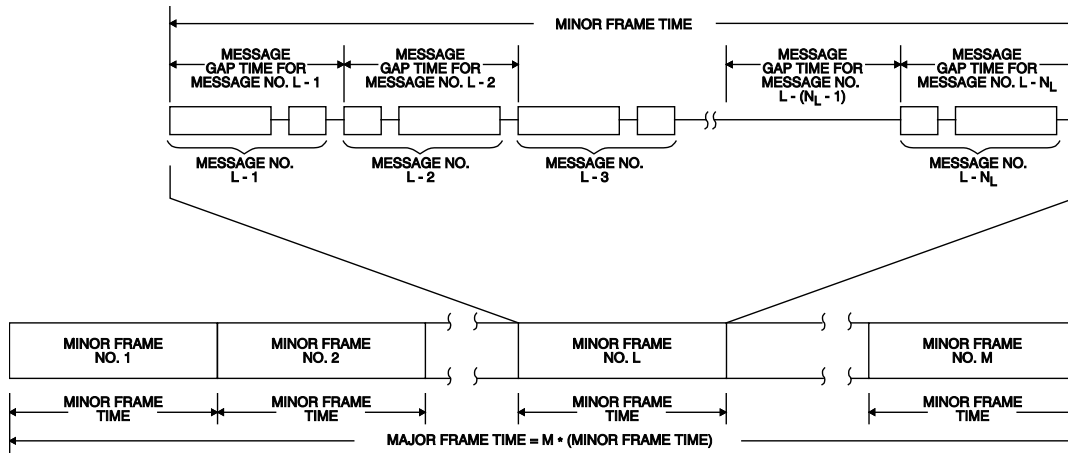 MINOR FRAME TIME
MESSAGE
GAP TIME FOR
MESSAGE NO. L - 1
MESSAGE
GAP TIME FOR
MESSAGE NO. L - 2
MESSAGE
GAP TIME FOR
MESSAGE NO.
L - (NL - 1)
MESSAGE
GAP TIME FOR
MESSAGE NO. L - NL
MESSAGE NO.
L - 1
MESSAGE NO.
L - 2
MESSAGE NO.
L - 3
MESSAGE NO.
L - NL
MINOR FRAME
NO. 1
MINOR FRAME
NO. 2
MINOR FRAME
NO. L
MINOR FRAME
NO. M
MINOR FRAME
TIME
MINOR FRAME
TIME
MINOR FRAME
TIME
MINOR FRAME
TIME
MAJOR FRAME TIME = M * (MINOR FRAME TIME)